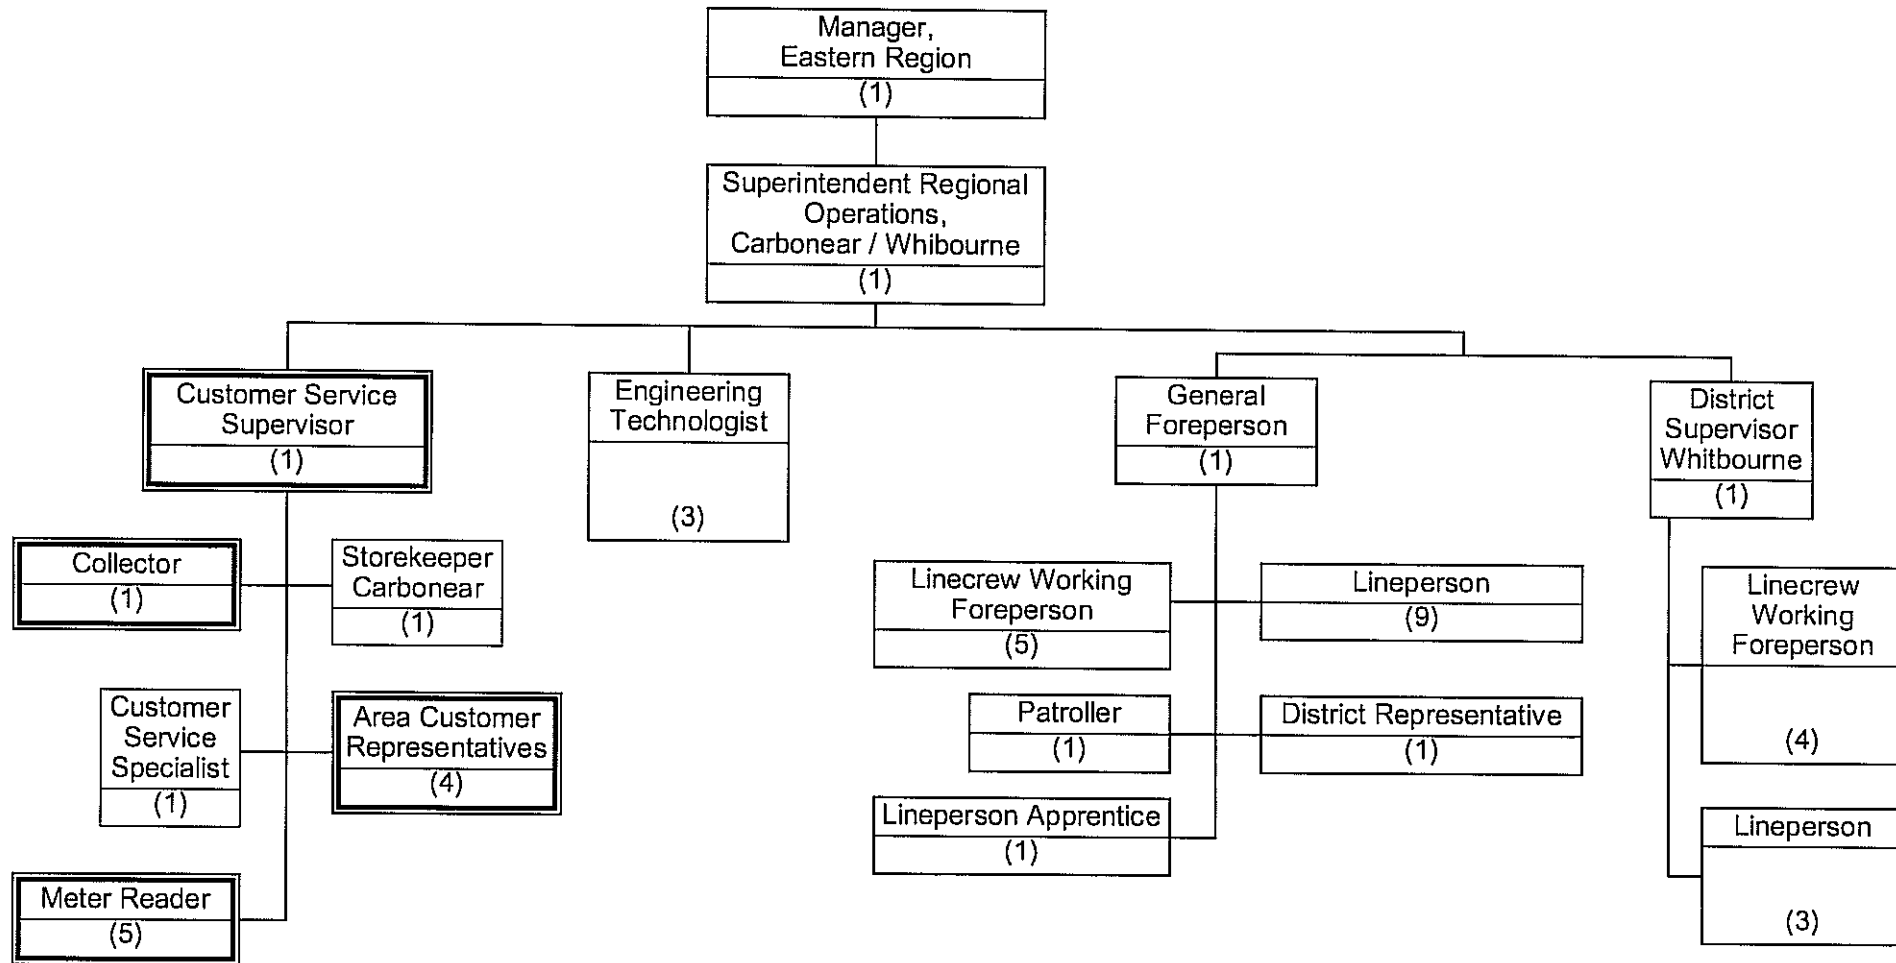 Manager,
Eastern Region
(1)
Superintendent Regional
Operations,
Carbonear / Whibourne
(1)
Customer Service
Supervisor
(1)
Engineering
Technologist
(3)
General
Foreperson
(1)
District
Supervisor
Whitbourne
(1)
Collector
(1)
Storekeeper
Carbonear
(1)
Linecrew Working
Foreperson
(5)
Lineperson
(9)
Linecrew
Working
Foreperson
(4)
Customer
Service
Specialist
(1)
Area Customer
Representatives
(4)
Patroller
(1)
District Representative
(1)
Lineperson Apprentice
(1)
Lineperson
(3)
Meter Reader
(5)